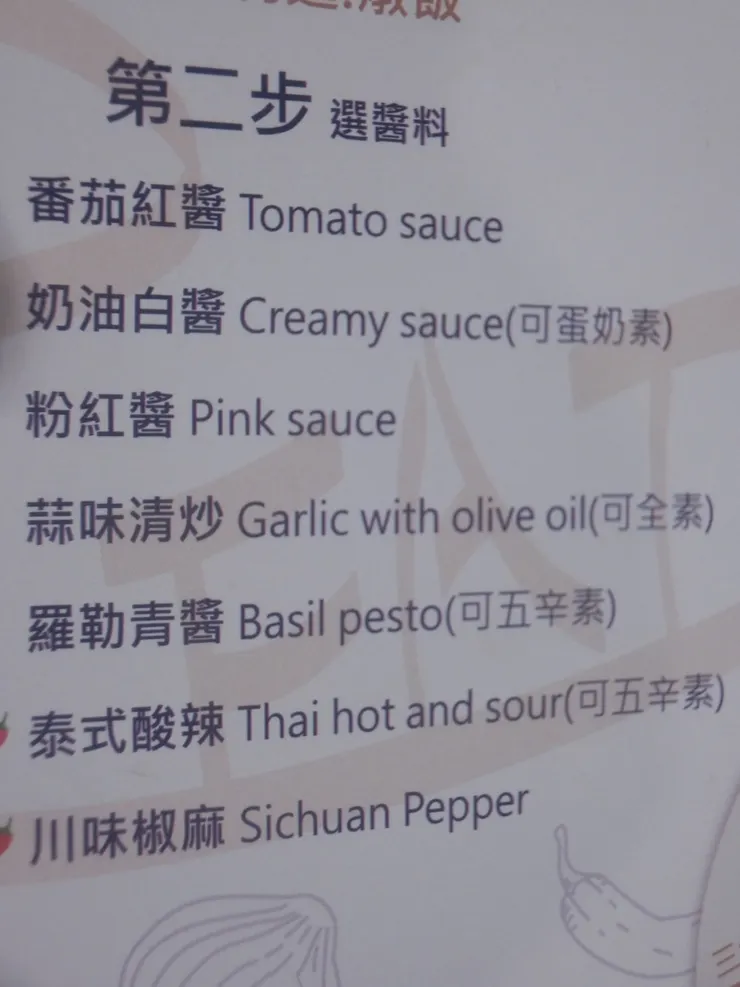 燉飯
第二步 選醬料
番茄紅醬 Tomato sauce
奶油白醬 Creamy sauce(可蛋奶素)
粉紅醬 Pink sauce
蒜味清炒 Garlic with olive oil(可全素)
羅勒青醬 Basil pesto(可五辛素)
泰式酸辣 Thai hot and sour(可五辛素)
川味椒麻 Sichuan Pepper